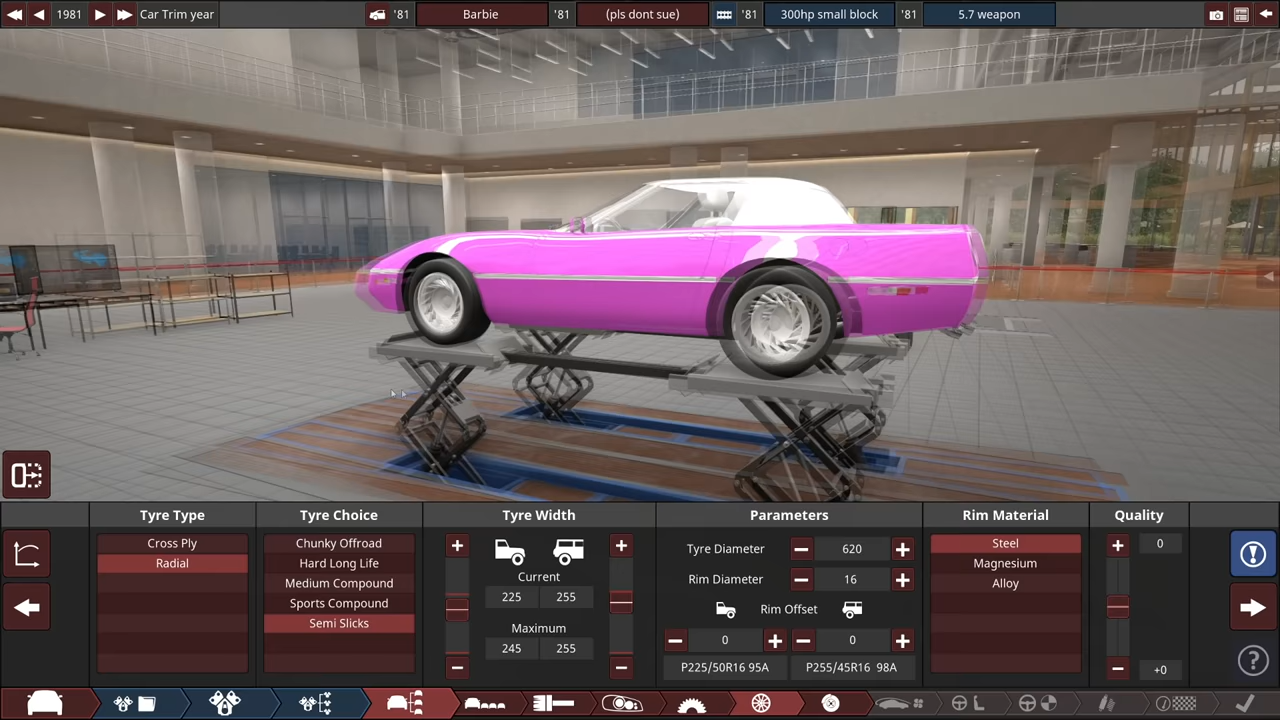 1981 Car Trim year '81 Barbie '81 (pls dont sue) '81 300hp small block '81 5.7 weapon
Tyre Type Tyre Choice Tyre Width Parameters Rim Material Quality
Cross Ply
Radial
Chunky Offroad
Hard Long Life
Medium Compound
Sports Compound
Semi Slicks
+ +
Current
225 255
Maximum
245 255
- -
Tyre Diameter - 620 +
Rim Diameter - 16 +
Rim Offset
- 0 + - 0 +
P225/50R16 95A P255/45R16 98A
Steel
Magnesium
Alloy
+ 0
- +0
?